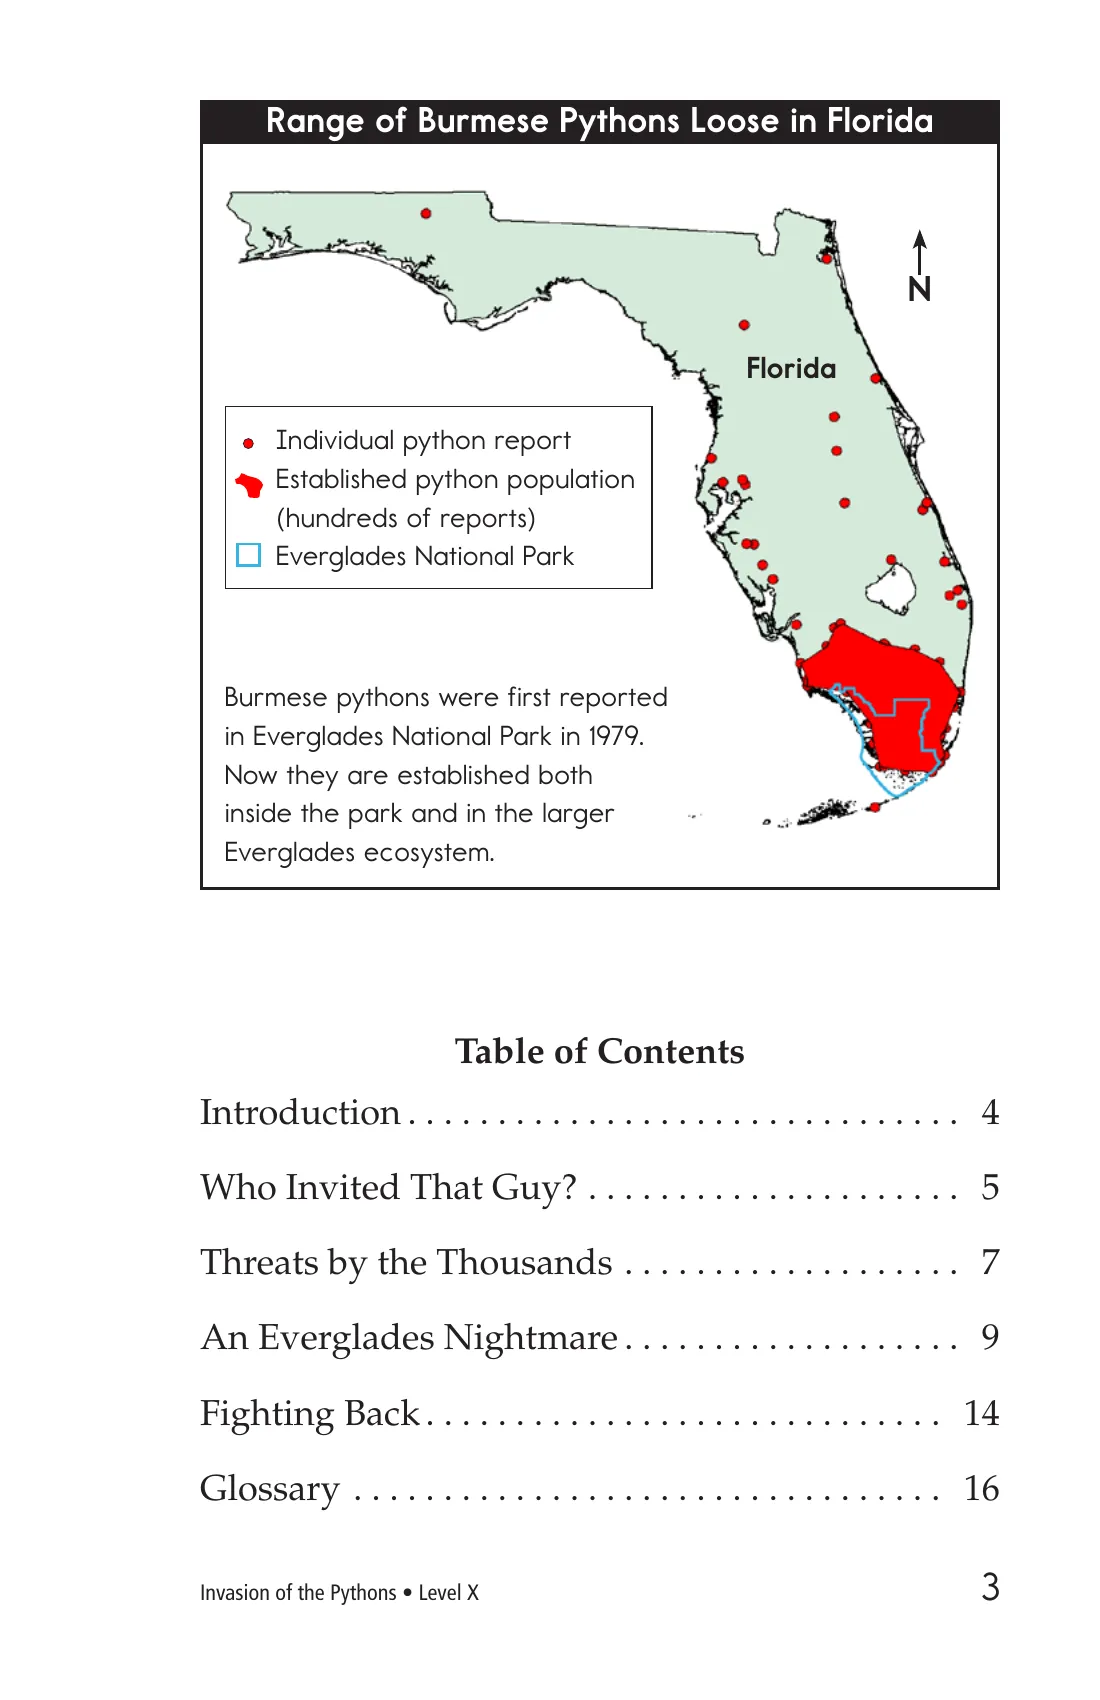 Range of Burmese Pythons Loose in Florida
N
Florida
Individual python report
Established python population
(hundreds of reports)
Everglades National Park
Burmese pythons were first reported
in Everglades National Park in 1979.
Now they are established both
inside the park and in the larger
Everglades ecosystem.
Table of Contents
Introduction . . . . . . . . . . . . . . . . . . . . . . . . . . . . . . . 4
Who Invited That Guy? . . . . . . . . . . . . . . . . . . . . . 5
Threats by the Thousands . . . . . . . . . . . . . . . . . . . 7
An Everglades Nightmare . . . . . . . . . . . . . . . . . . . 9
Fighting Back . . . . . . . . . . . . . . . . . . . . . . . . . . . . . 14
Glossary . . . . . . . . . . . . . . . . . . . . . . . . . . . . . . . . . 16
Invasion of the Pythons • Level X 3